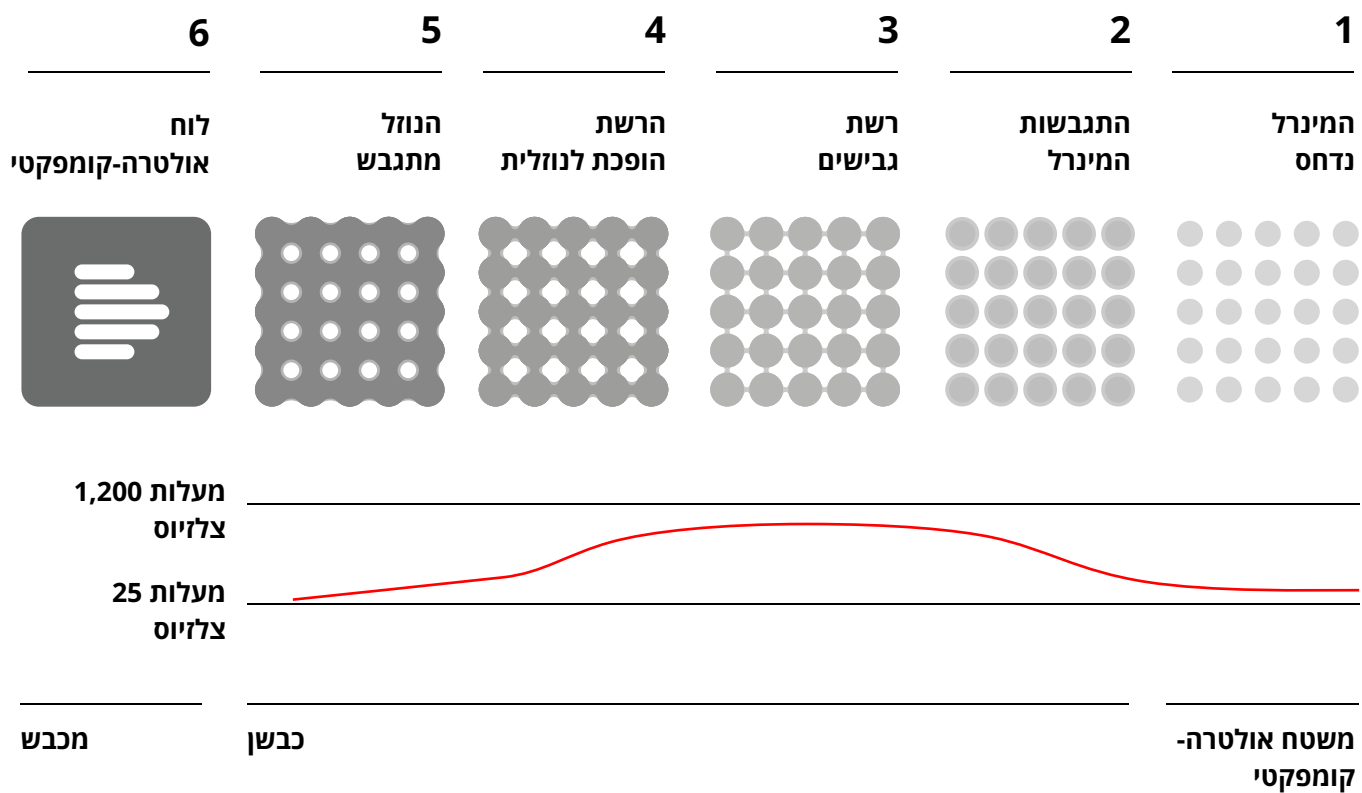 1
המינרל
נדחס
2
התגבשות
המינרל
3
רשת
גבישים
4
הרשת
הופכת לנוזלית
5
הנוזל
מתגבש
6
לוח
אולטרה-קומפקטי
1,200 מעלות
צלזיוס
25 מעלות
צלזיוס
משטח אולטרה-
קומפקטי
כבשן
מכבש